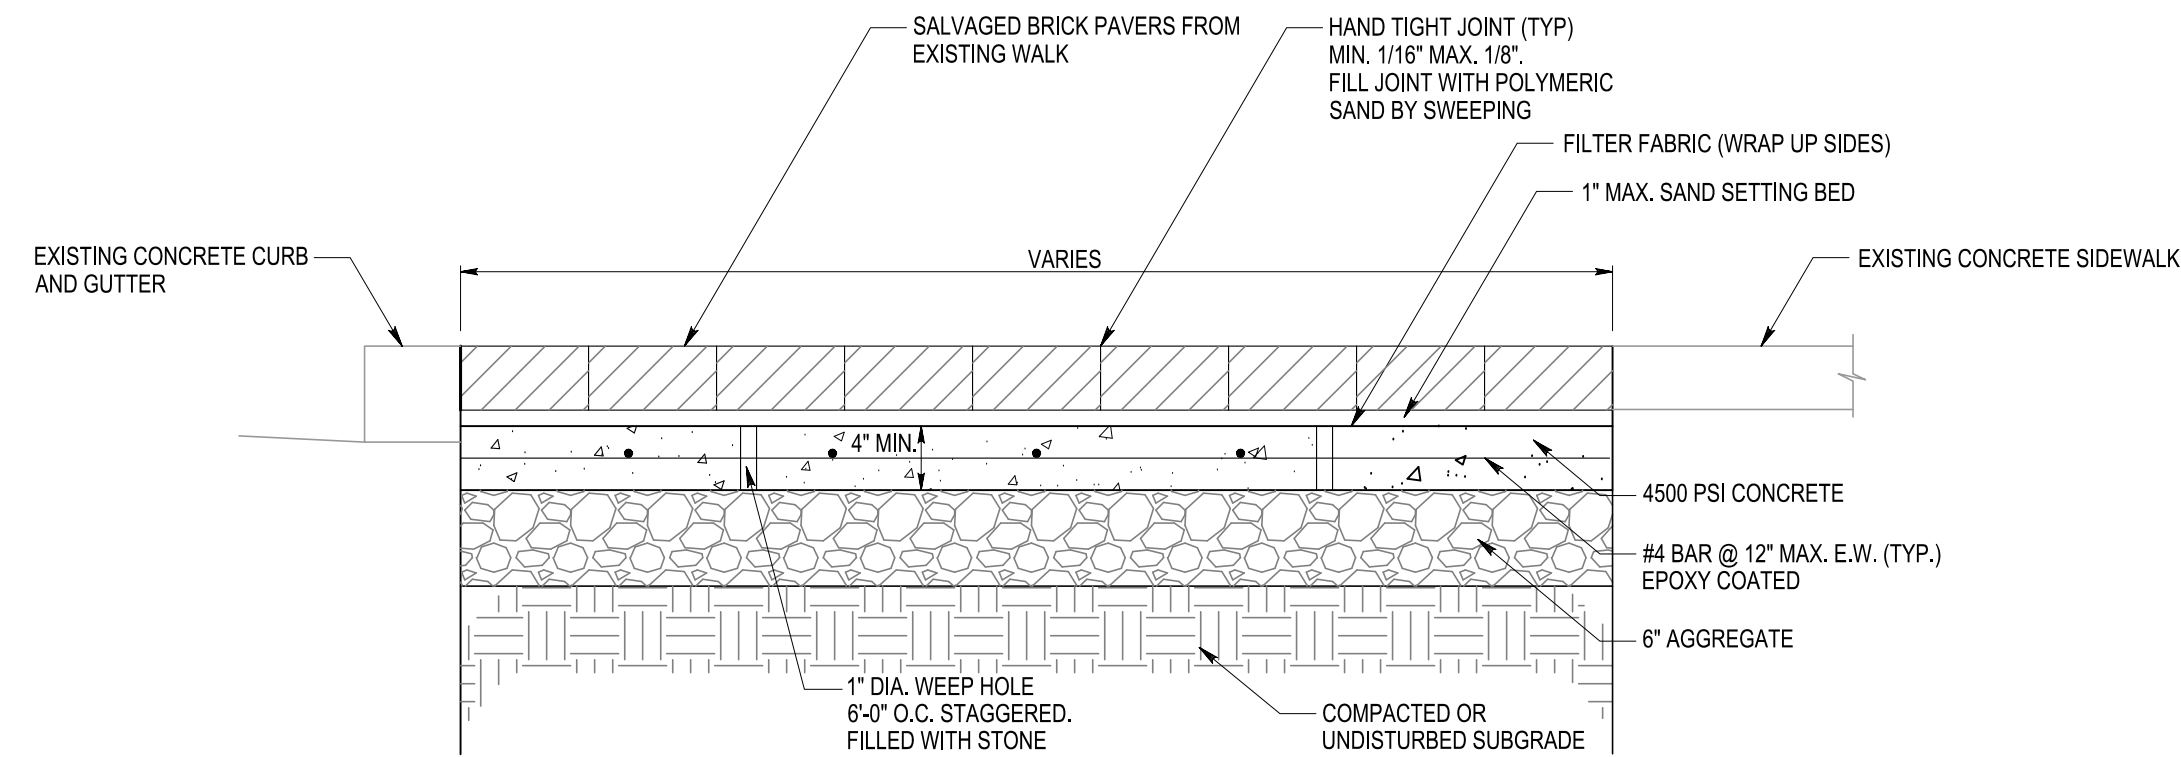 SALVAGED BRICK PAVERS FROM
EXISTING WALK
HAND TIGHT JOINT (TYP)
MIN. 1/16" MAX. 1/8".
FILL JOINT WITH POLYMERIC
SAND BY SWEEPING
FILTER FABRIC (WRAP UP SIDES)
1" MAX. SAND SETTING BED
EXISTING CONCRETE CURB
AND GUTTER
VARIES
EXISTING CONCRETE SIDEWALK
4" MIN.
4500 PSI CONCRETE
#4 BAR @ 12" MAX. E.W. (TYP.)
EPOXY COATED
6" AGGREGATE
1" DIA. WEEP HOLE
6'-0" O.C. STAGGERED.
FILLED WITH STONE
COMPACTED OR
UNDISTURBED SUBGRADE